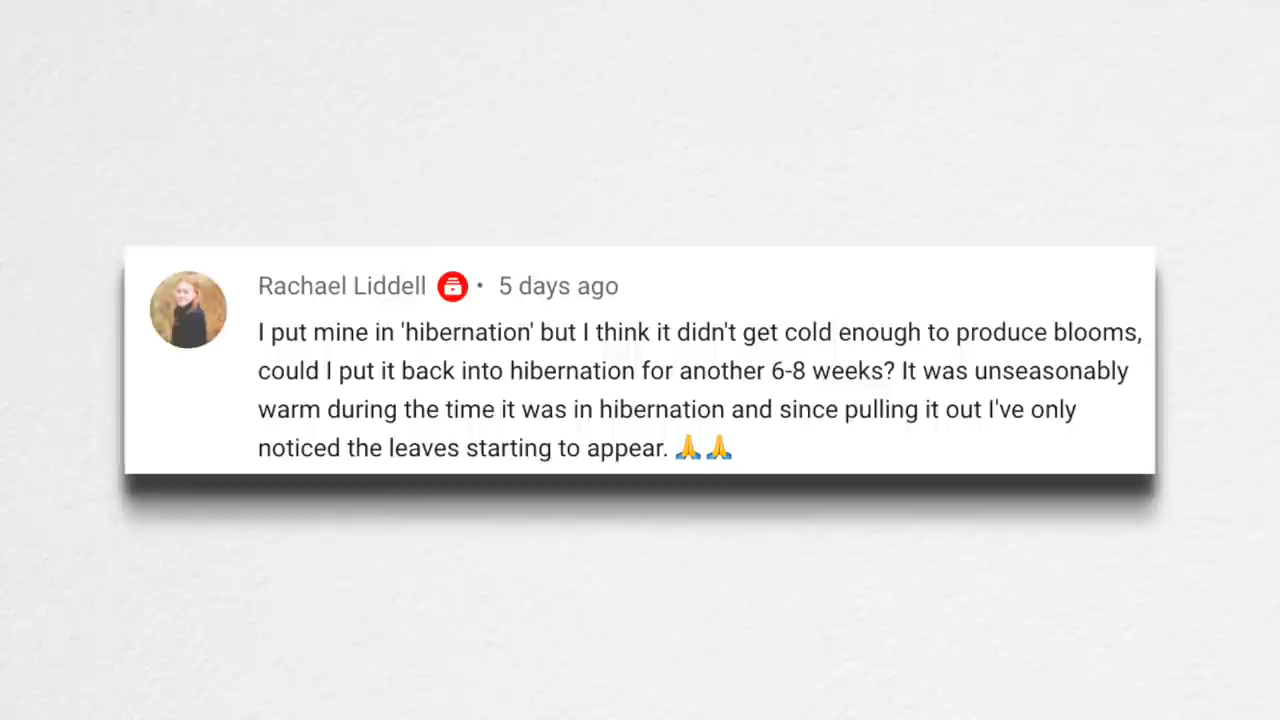 Rachael Liddell • 5 days ago
I put mine in 'hibernation' but I think it didn't get cold enough to produce blooms,
could I put it back into hibernation for another 6-8 weeks? It was unseasonably
warm during the time it was in hibernation and since pulling it out I've only
noticed the leaves starting to appear. 🙏🙏